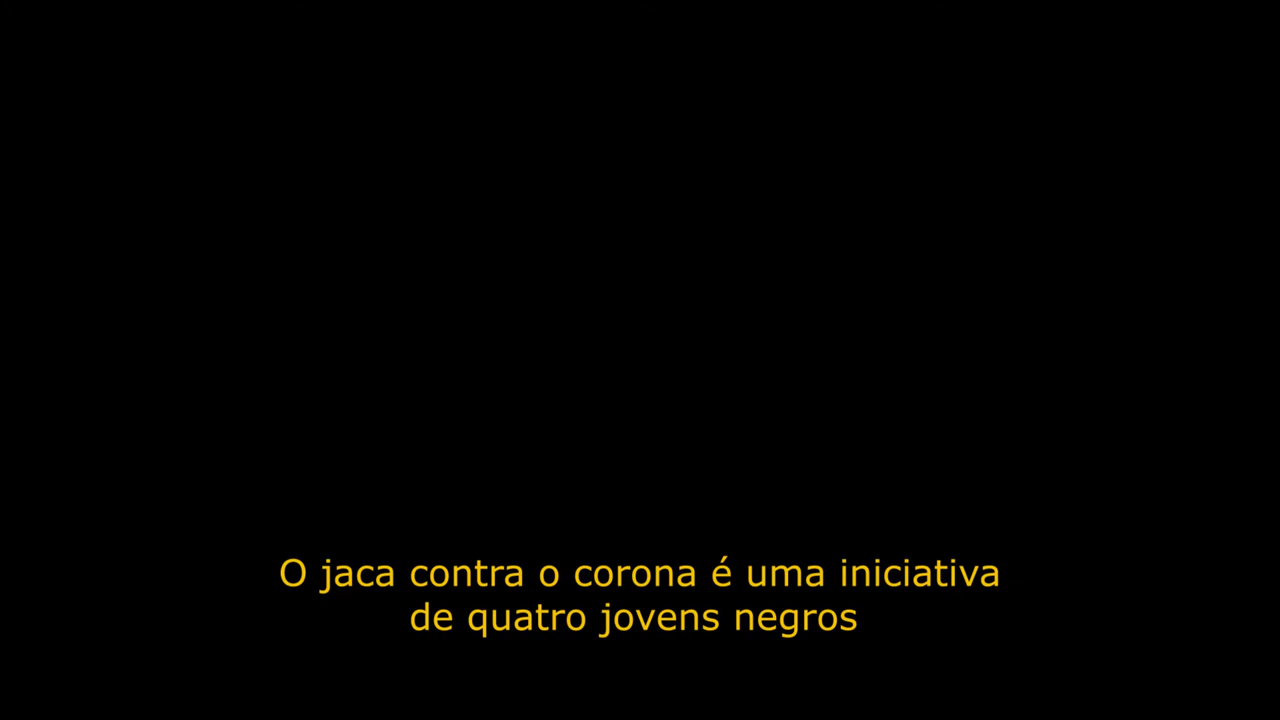 O jaca contra o corona é uma iniciativa
de quatro jovens negros